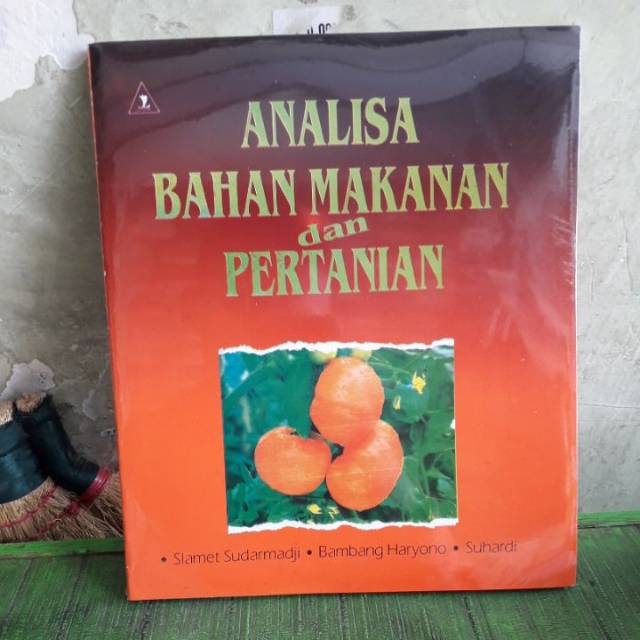 ANALISA
BAHAN MAKANAN
dan
PERTANIAN
• Slamet Sudarmadji • Bambang Haryono • Suhardi